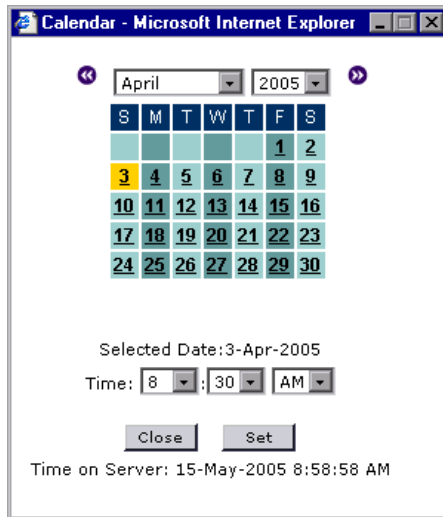 Calendar - Microsoft Internet Explorer
April 2005
S M T W T F S
1 2
3 4 5 6 7 8 9
10 11 12 13 14 15 16
17 18 19 20 21 22 23
24 25 26 27 28 29 30
Selected Date:3-Apr-2005
Time: 8 : 30 AM
Close Set
Time on Server: 15-May-2005 8:58:58 AM